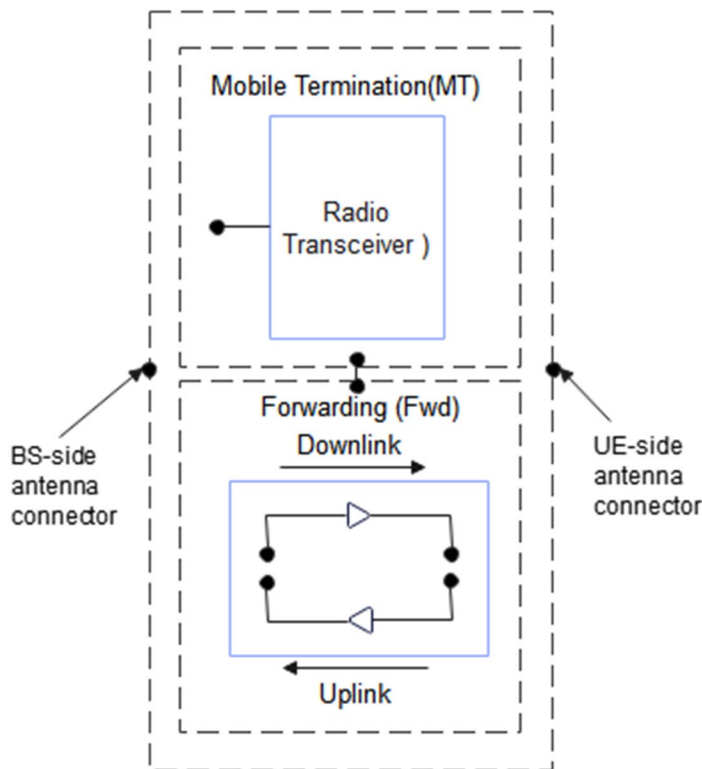 Mobile Termination(MT)
Radio
Transceiver )
Forwarding (Fwd)
Downlink
BS-side
antenna
connector
UE-side
antenna
connector
Uplink